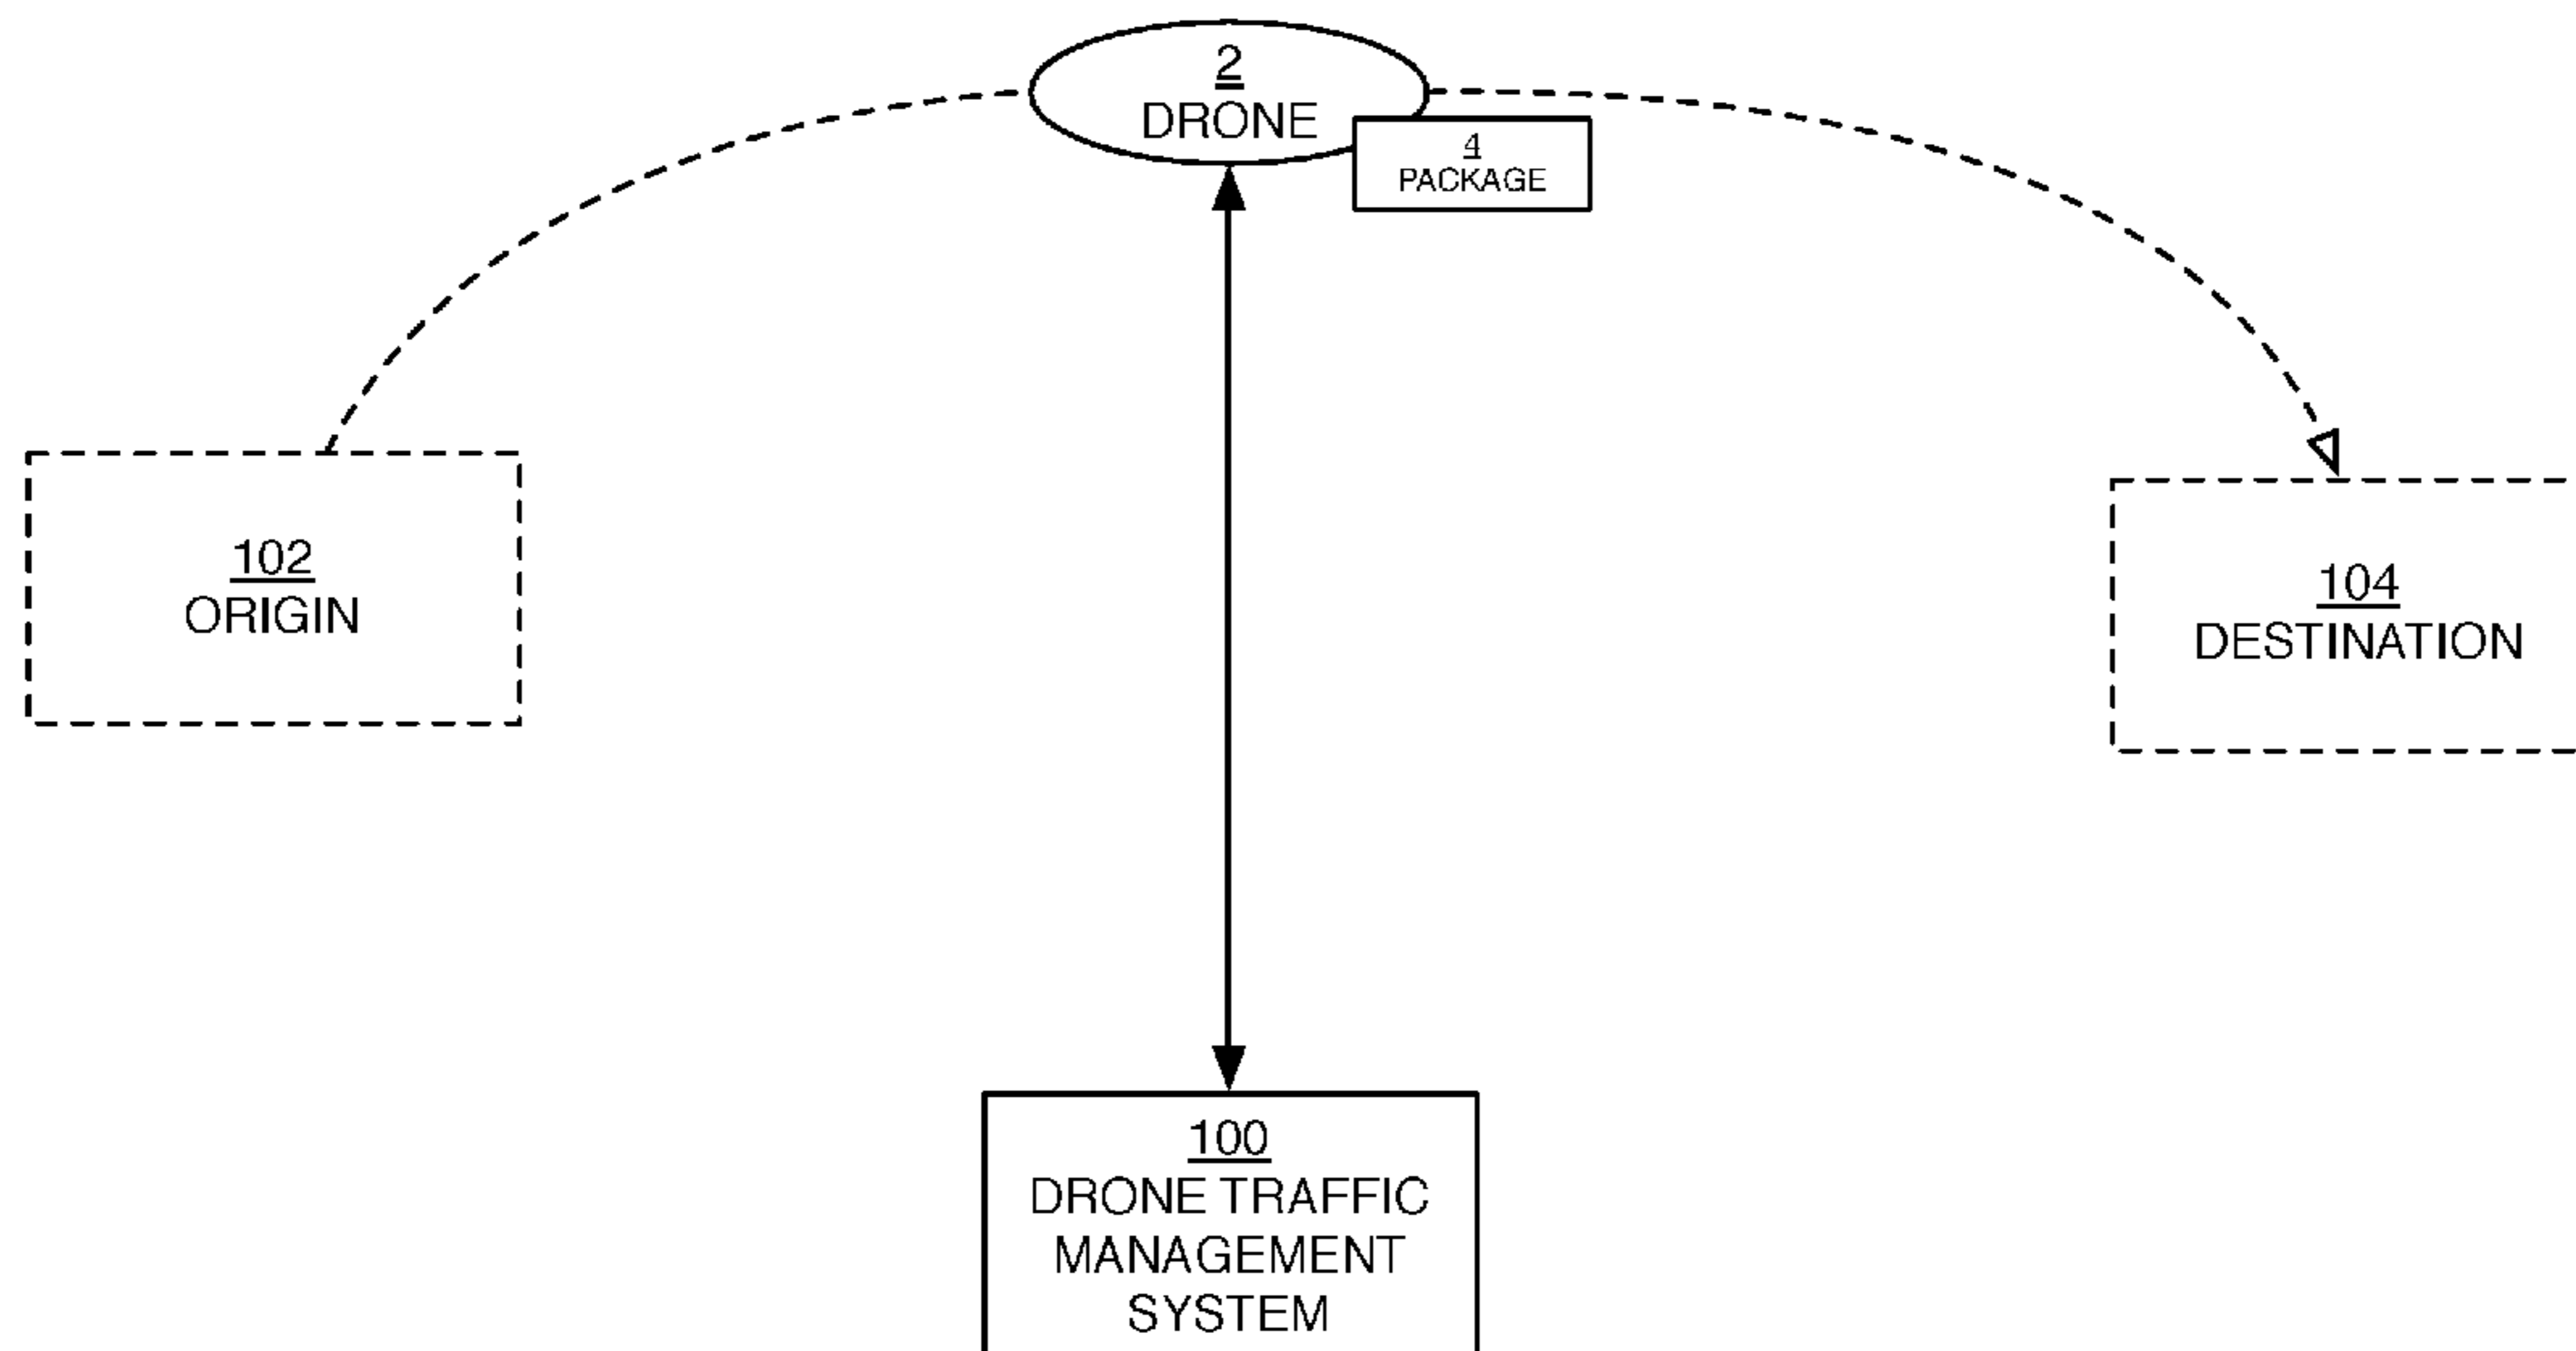 2
DRONE
4
PACKAGE
102
ORIGIN
104
DESTINATION
100
DRONE TRAFFIC
MANAGEMENT
SYSTEM